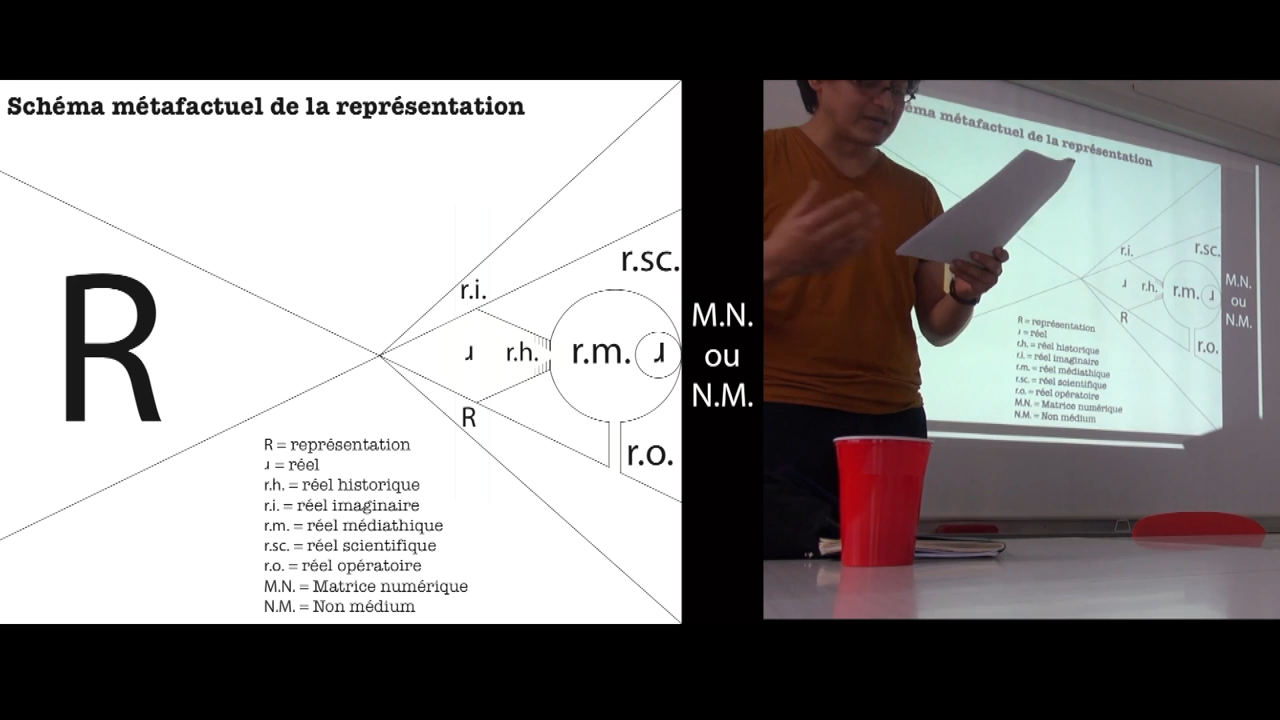 Schéma métafactuel de la représentation
R
r.i.
r.sc.
ɹ
r.h.
r.m.
ɹ
R
r.o.
M.N.
ou
N.M.
R = représentation
ɹ = réel
r.h. = réel historique
r.i. = réel imaginaire
r.m. = réel médiathique
r.sc. = réel scientifique
r.o. = réel opératoire
M.N. = Matrice numérique
N.M. = Non médium
éma métafactuel de la représentation
r.i.
r.sc.
ɹ
r.h.
r.m.
ɹ
R
r.o.
M.N.
ou
N.M.
R = représentation
ɹ = réel
r.h. = réel historique
r.i. = réel imaginaire
r.m. = réel médiathique
r.sc. = réel scientifique
r.o. = réel opératoire
M.N. = Matrice numérique
N.M. = Non médium